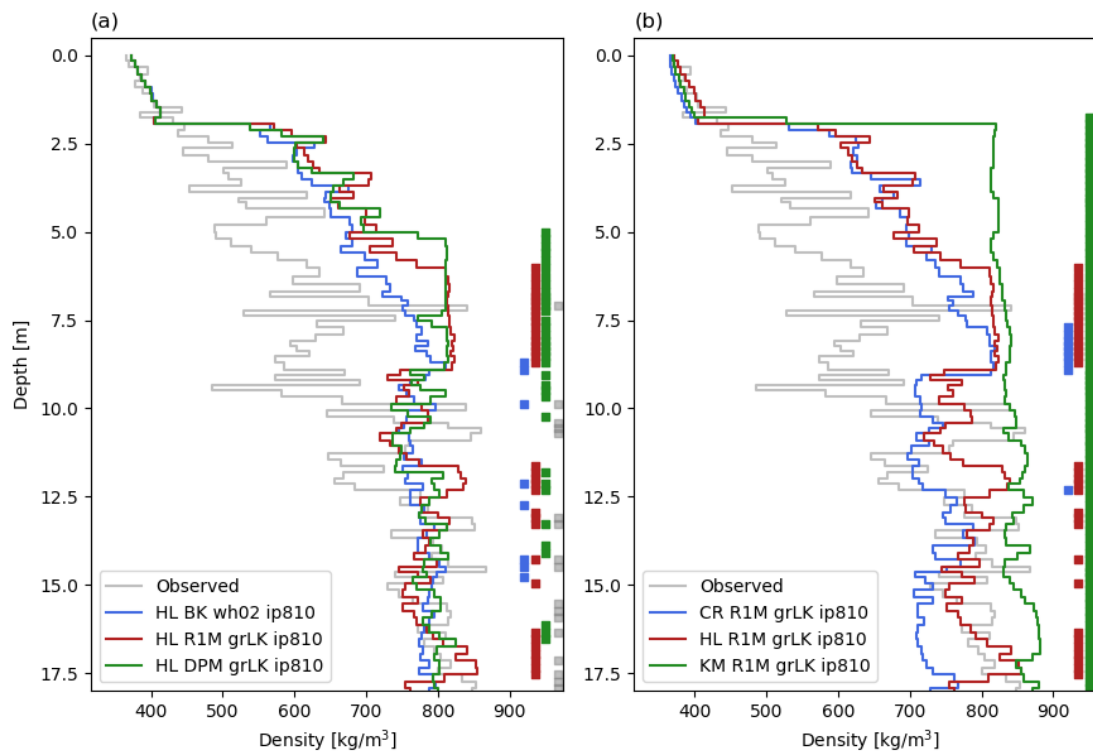 (a)
(b)
0.0
2.5
5.0
7.5
10.0
12.5
15.0
17.5
Depth [m]
Observed
HL BK wh02 ip810
HL R1M grLK ip810
HL DPM grLK ip810
400 500 600 700 800 900
Density [kg/m³]
0.0
2.5
5.0
7.5
10.0
12.5
15.0
17.5
Observed
CR R1M grLK ip810
HL R1M grLK ip810
KM R1M grLK ip810
400 500 600 700 800 900
Density [kg/m³]